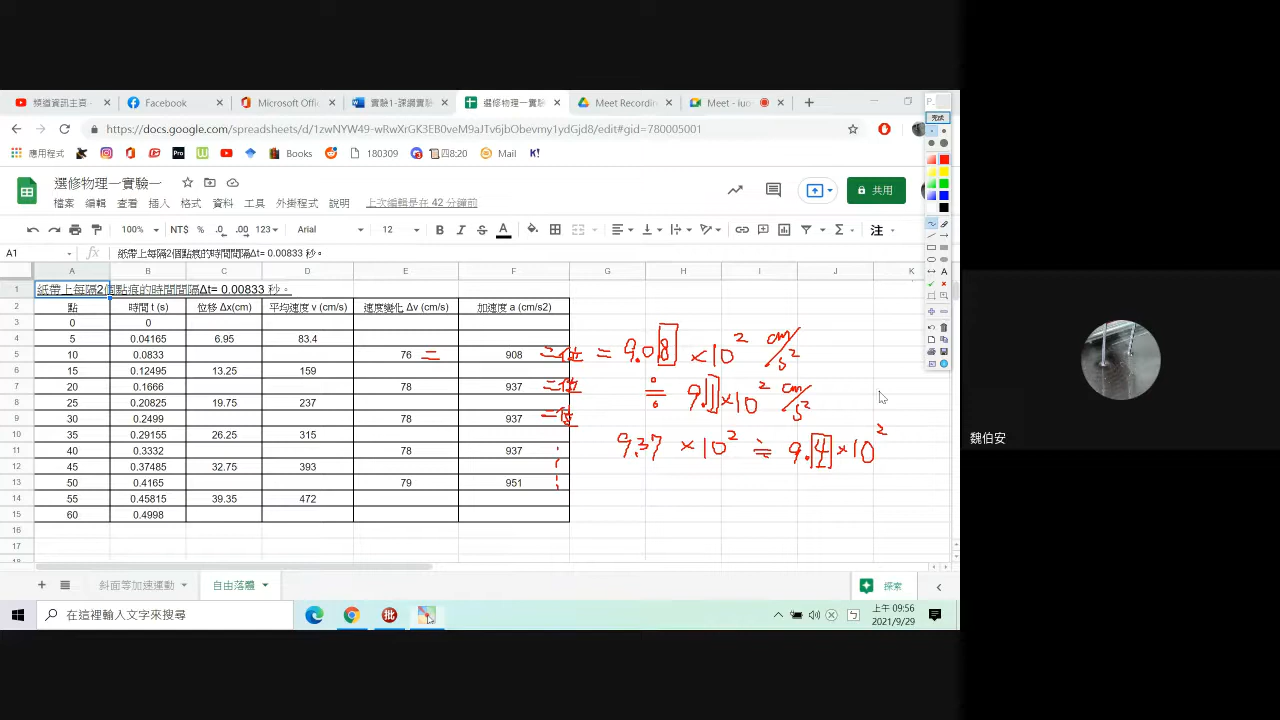 頻道資訊主頁 -
Facebook
Microsoft Offic
實驗1-課綱實驗
選修物理一實驗
Meet Recording
Meet - iuo
https://docs.google.com/spreadsheets/d/1zwNYW49-wRwXrGK3EB0veM9aJTv6jbObevmy1ydGjd8/edit#gid=780005001
應用程式
Books
180309
四8:20
Mail
K!
完成
選修物理一實驗一
檔案 編輯 查看 插入 格式 資料 工具 外掛程式 說明 上次編輯是在 42 分鐘前
共用
100% NT$ % .0 .00 123 Arial 12 B I S A Σ 注
A1 fx 紙帶上每隔2個點痕的時間間隔Δt= 0.00833 秒。
A B C D E F G H I J K
1 紙帶上每隔2個點痕的時間間隔Δt= 0.00833 秒。
2 點 時間 t (s) 位移 Δx(cm) 平均速度 v (cm/s) 速度變化 Δv (cm/s) 加速度 a (cm/s2)
3 0 0
4 5 0.04165 6.95 83.4
5 10 0.0833 76 二 908 三位 = 9.08 ×10² cm/s²
6 15 0.12495 13.25 159
7 20 0.1666 78 937 二位 ≒ 9.1×10² cm/s²
8 25 0.20825 19.75 237
9 30 0.2499 78 937 二位
10 35 0.29155 26.25 315 9.37 ×10² ≒ 9.4×10²
11 40 0.3332 78 937
12 45 0.37485 32.75 393
13 50 0.4165 79 951
14 55 0.45815 39.35 472
15 60 0.4998
16
17
18
斜面等加速運動
自由落體
探索
在這裡輸入文字來搜尋
批
上午 09:56
2021/9/29
魏伯安